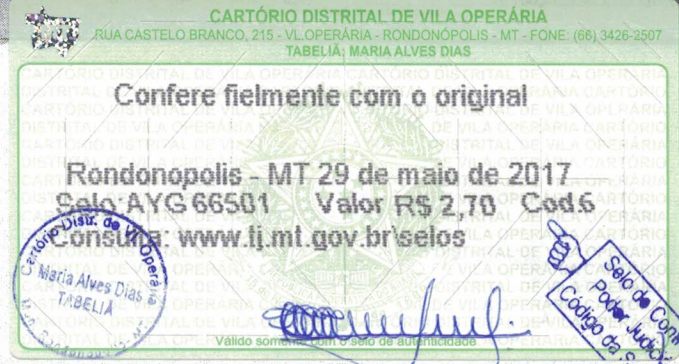 CARTÓRIO DISTRITAL DE VILA OPERÁRIA
RUA CASTELO BRANCO, 215 - VL.OPERÁRIA - RONDONÓPOLIS - MT - FONE: (66) 3426-2507
TABELIÃ: MARIA ALVES DIAS
Confere fielmente com o original
Rondonopolis - MT 29 de maio de 2017
Selo:AYG 66501 Valor R$ 2,70 Cod.6
Consulta: www.tj.mt.gov.br\selos
Cartório Distr. de Vl. Operária
Maria Alves Dias
TABELIÃ
Selo de
Poder
Código da
Válido somente com o selo de autenticidade